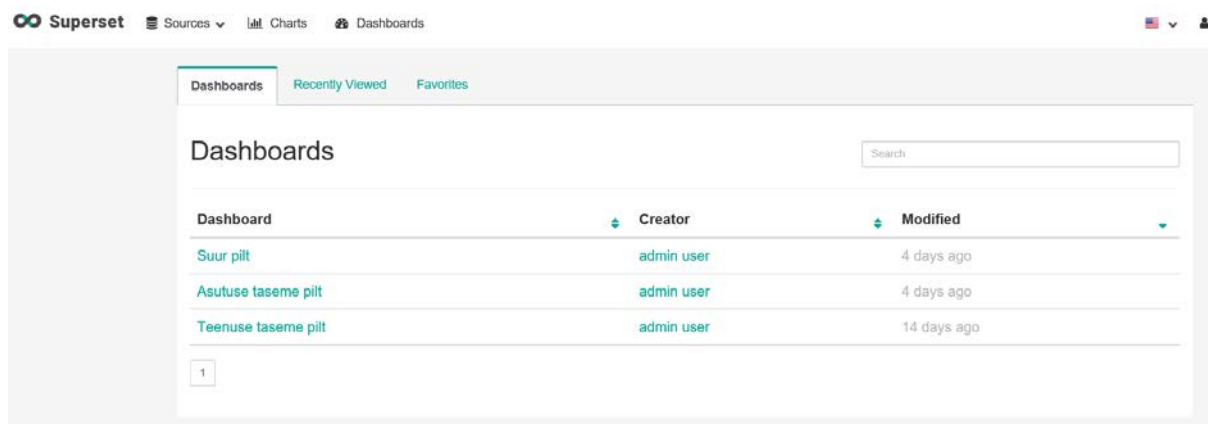 Superset Sources Charts Dashboards
Dashboards Recently Viewed Favorites
Dashboards Search
Dashboard Creator Modified
Suur pilt admin user 4 days ago
Asutuse taseme pilt admin user 4 days ago
Teenuse taseme pilt admin user 14 days ago
1